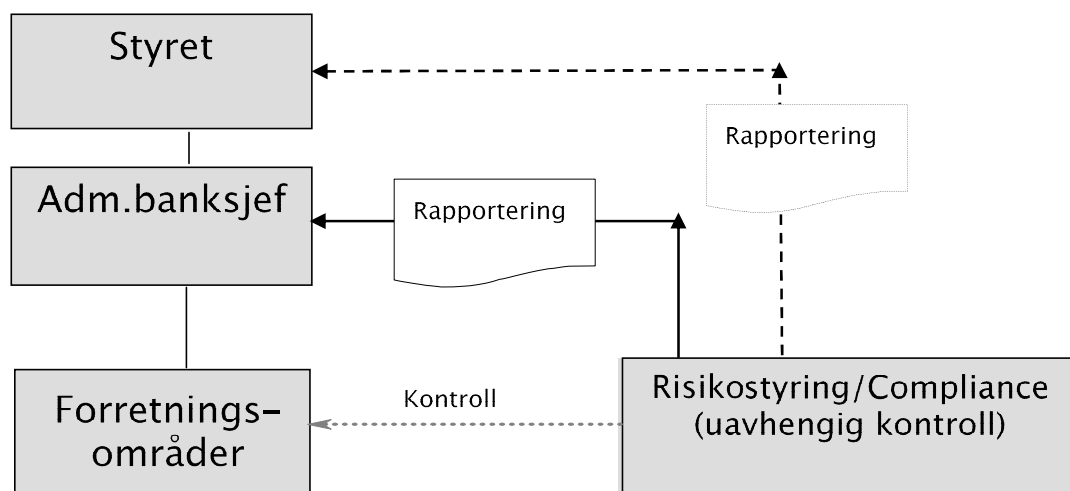 Styret
Rapportering
Adm.banksjef
Rapportering
Kontroll
Risikostyring/Compliance
(uavhengig kontroll)
Forretnings-
områder